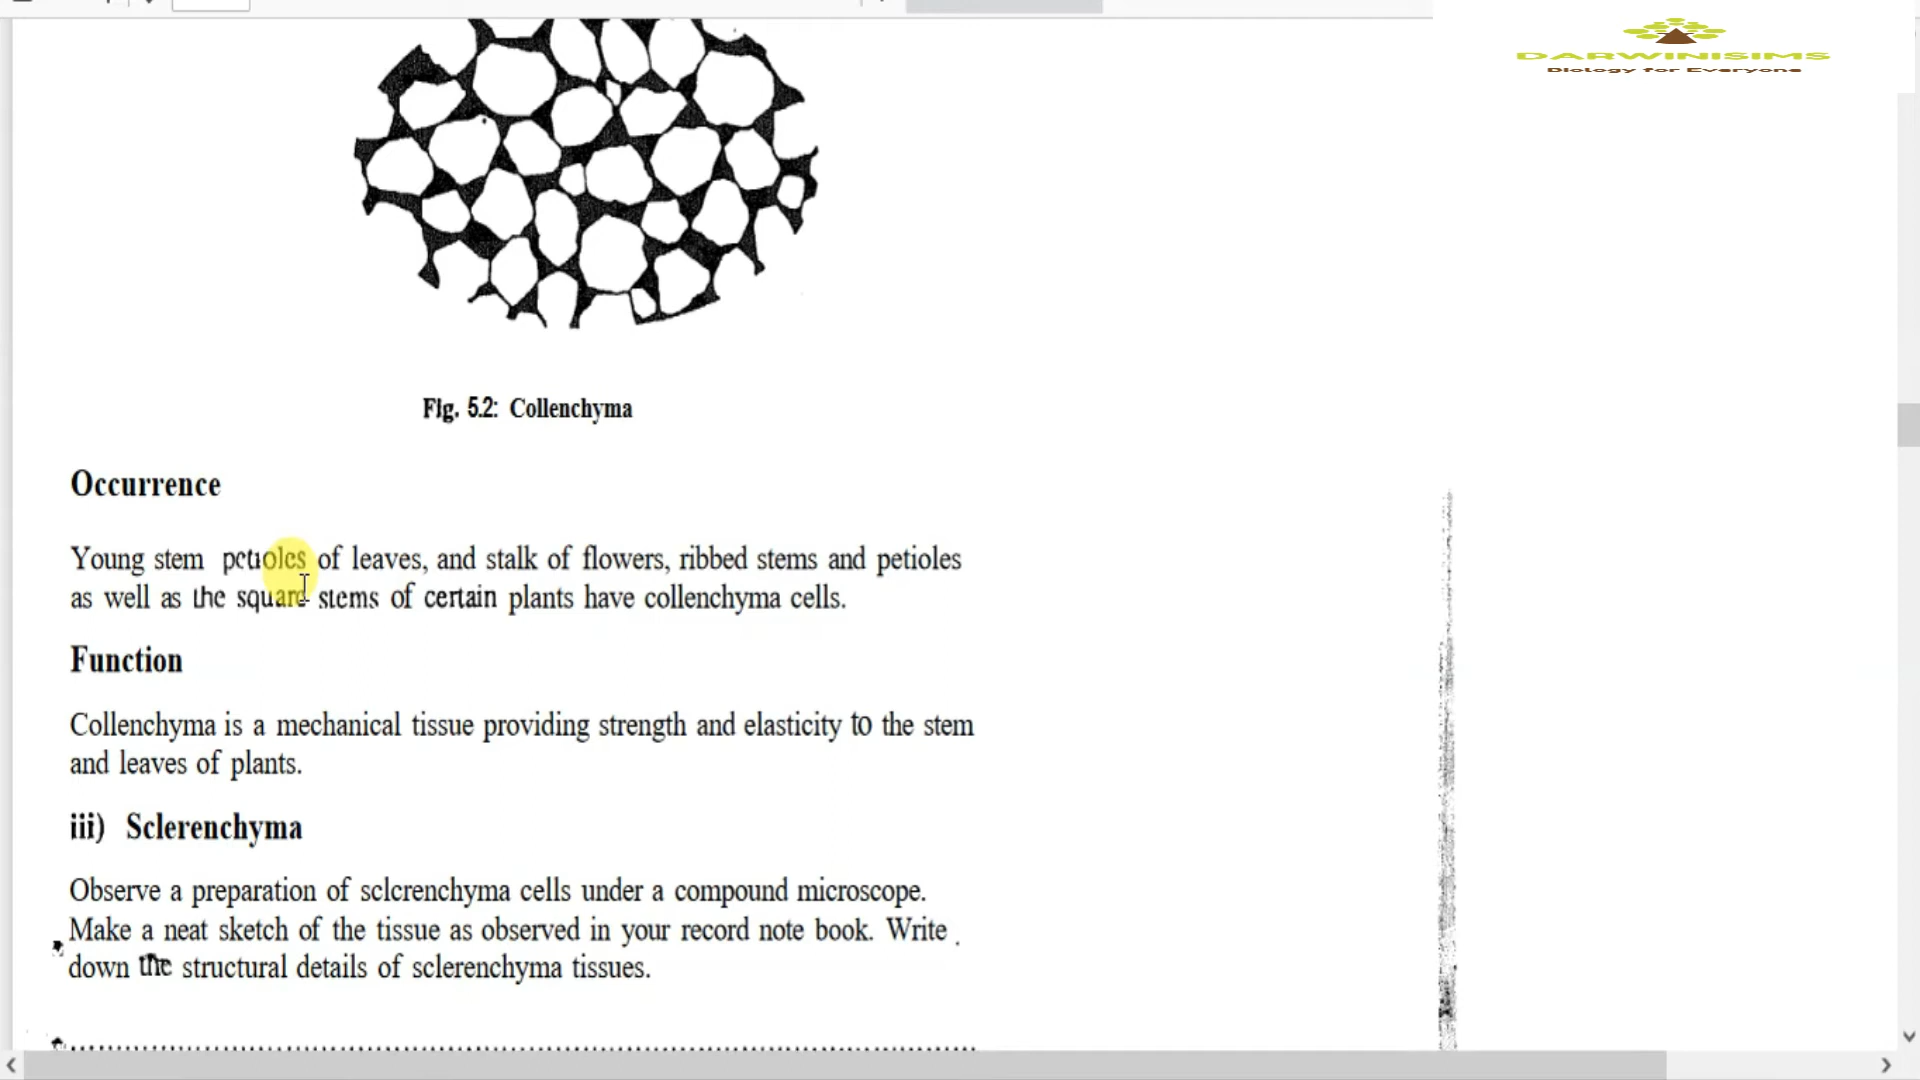 DARWINISIMS
Biology for Everyone
Fig. 5.2: Collenchyma
Occurrence
Young stem petioles of leaves, and stalk of flowers, ribbed stems and petioles
as well as the square stems of certain plants have collenchyma cells.
Function
Collenchyma is a mechanical tissue providing strength and elasticity to the stem
and leaves of plants.
iii) Sclerenchyma
Observe a preparation of sclcrenchyma cells under a compound microscope.
Make a neat sketch of the tissue as observed in your record note book. Write
down the structural details of sclerenchyma tissues.